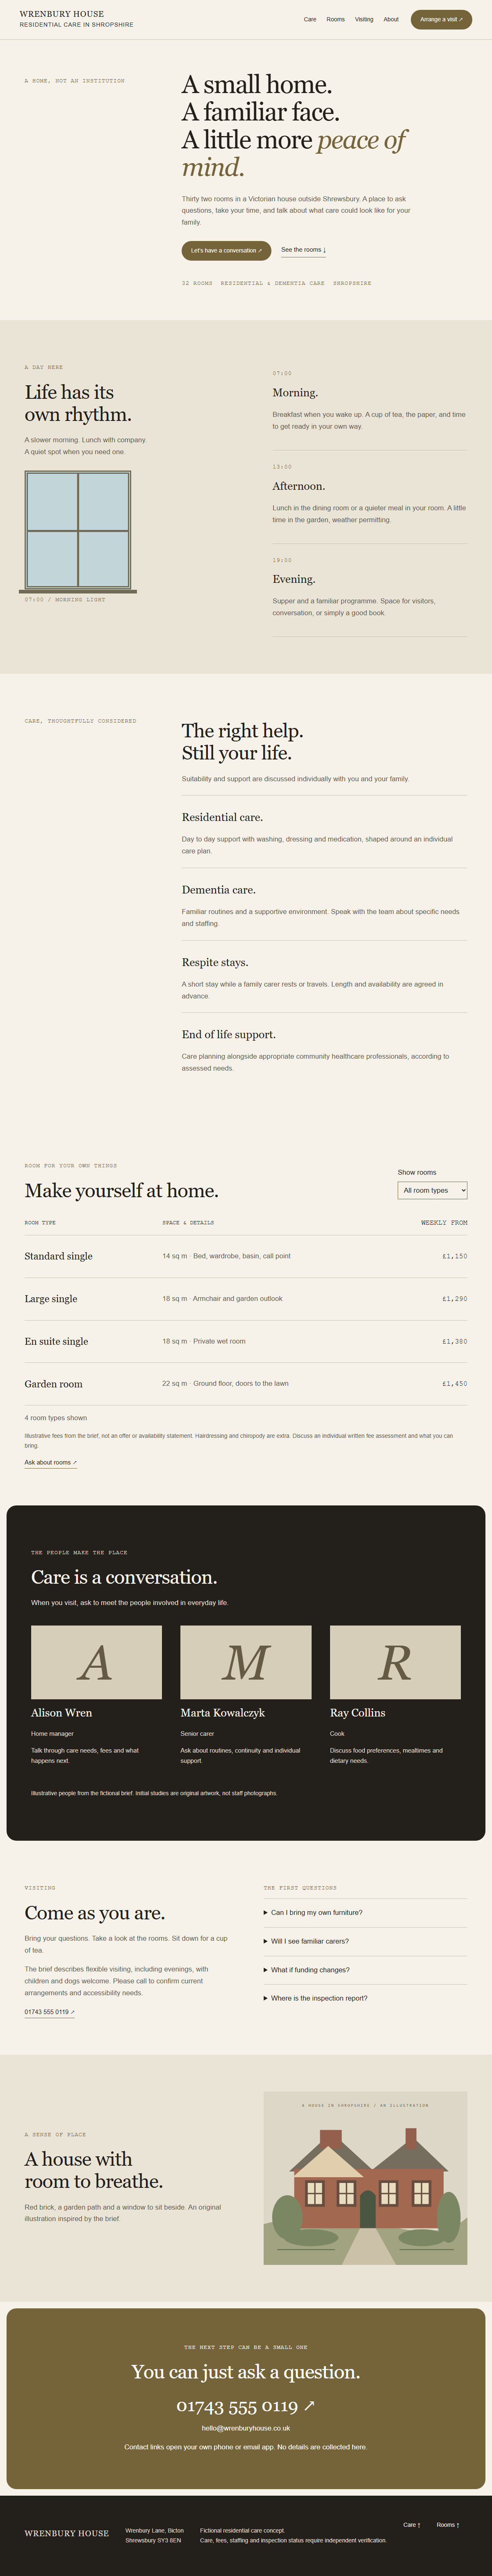 WRENBURY HOUSE
RESIDENTIAL CARE IN SHROPSHIRE
Care Rooms Visiting About Arrange a visit ↗
A HOME, NOT AN INSTITUTION
A small home.
A familiar face.
A little more peace of
mind.
Thirty two rooms in a Victorian house outside Shrewsbury. A place to ask
questions, take your time, and talk about what care could look like for your
family.
Let's have a conversation ↗ See the rooms ↓
32 ROOMS RESIDENTIAL & DEMENTIA CARE SHROPSHIRE
A DAY HERE
Life has its
own rhythm.
A slower morning. Lunch with company.
A quiet spot when you need one.
07:00 / MORNING LIGHT
07:00
Morning.
Breakfast when you wake up. A cup of tea, the paper, and time
to get ready in your own way.
13:00
Afternoon.
Lunch in the dining room or a quieter meal in your room. A little
time in the garden, weather permitting.
19:00
Evening.
Supper and a familiar programme. Space for visitors,
conversation, or simply a good book.
CARE, THOUGHTFULLY CONSIDERED
The right help.
Still your life.
Suitability and support are discussed individually with you and your family.
Residential care.
Day to day support with washing, dressing and medication, shaped around an individual
care plan.
Dementia care.
Familiar routines and a supportive environment. Speak with the team about specific needs
and staffing.
Respite stays.
A short stay while a family carer rests or travels. Length and availability are agreed in
advance.
End of life support.
Care planning alongside appropriate community healthcare professionals, according to
assessed needs.
ROOM FOR YOUR OWN THINGS
Make yourself at home.
Show rooms
All room types
ROOM TYPE SPACE & DETAILS WEEKLY FROM
Standard single 14 sq m · Bed, wardrobe, basin, call point £1,150
Large single 18 sq m · Armchair and garden outlook £1,290
En suite single 18 sq m · Private wet room £1,380
Garden room 22 sq m · Ground floor, doors to the lawn £1,450
4 room types shown
Illustrative fees from the brief; not an offer or availability statement. Hairdressing and chiropody are extra. Discuss an individual written fee assessment and what you can
bring.
Ask about rooms ↗
THE PEOPLE MAKE THE PLACE
Care is a conversation.
When you visit, ask to meet the people involved in everyday life.
A M R
Alison Wren
Home manager
Talk through care needs, fees and what
happens next.
Marta Kowalczyk
Senior carer
Ask about routines, continuity and individual
support.
Ray Collins
Cook
Discuss food preferences, mealtimes and
dietary needs.
Illustrative people from the fictional brief. Initial studies are original artwork, not staff photographs.
VISITING
Come as you are.
Bring your questions. Take a look at the rooms. Sit down for a cup
of tea.
The brief describes flexible visiting, including evenings, with
children and dogs welcome. Please call to confirm current
arrangements and accessibility needs.
01743 555 0119 ↗
THE FIRST QUESTIONS
Can I bring my own furniture?
Will I see familiar carers?
What if funding changes?
Where is the inspection report?
A SENSE OF PLACE
A house with
room to breathe.
Red brick, a garden path and a window to sit beside. An original
illustration inspired by the brief.
A HOUSE IN SHROPSHIRE / AN ILLUSTRATION
THE NEXT STEP CAN BE A SMALL ONE
You can just ask a question.
01743 555 0119 ↗
hello@wrenburyhouse.co.uk
Contact links open your own phone or email app. No details are collected here.
WRENBURY HOUSE
Wrenbury Lane, Bicton
Shrewsbury SY3 8EN
Fictional residential care concept.
Care, fees, staffing and inspection status require independent verification.
Care ↑ Rooms ↑